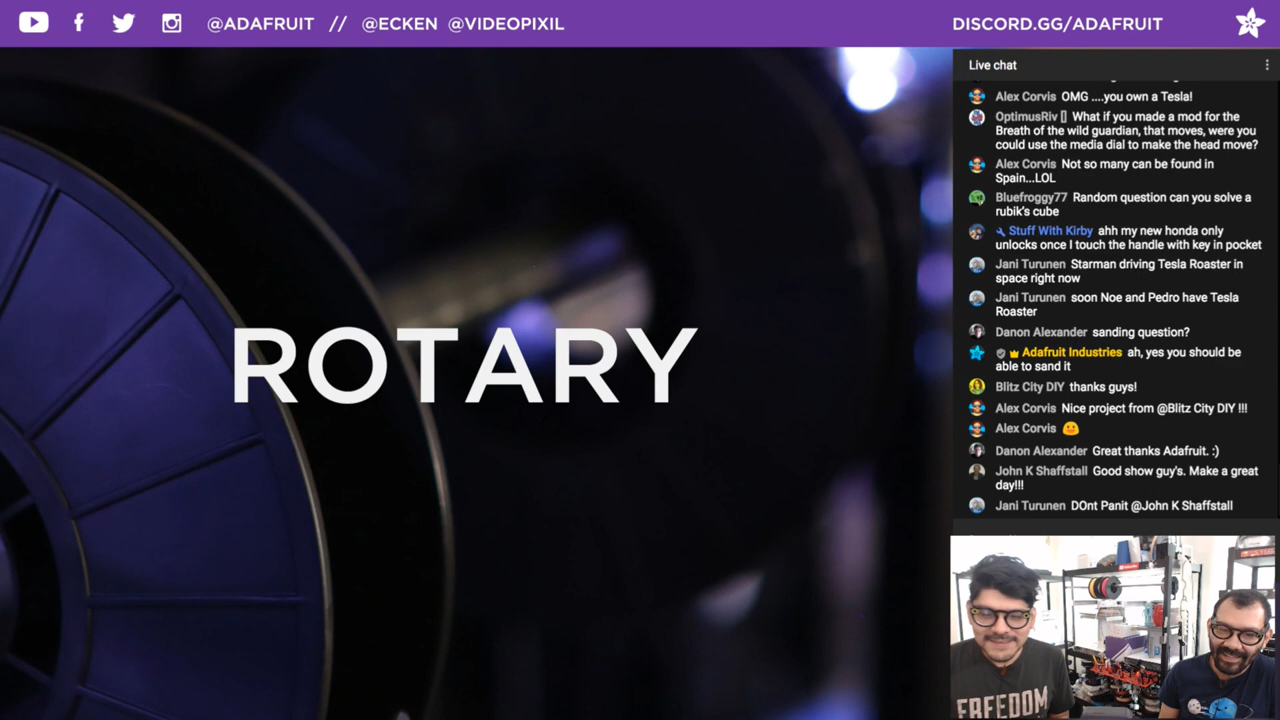 @ADAFRUIT // @ECKEN @VIDEOPIXIL
DISCORD.GG/ADAFRUIT
ROTARY
Live chat
Alex Corvis OMG ....you own a Tesla!
OptimusRiv [] What if you made a mod for the
Breath of the wild guardian, that moves, were you
could use the media dial to make the head move?
Alex Corvis Not so many can be found in
Spain...LOL
Bluefroggy77 Random question can you solve a
rubik's cube
Stuff With Kirby ahh my new honda only
unlocks once I touch the handle with key in pocket
Jani Turunen Starman driving Tesla Roaster in
space right now
Jani Turunen soon Noe and Pedro have Tesla
Roaster
Danon Alexander sanding question?
Adafruit Industries ah, yes you should be
able to sand it
Blitz City DIY thanks guys!
Alex Corvis Nice project from @Blitz City DIY !!!
Alex Corvis
Danon Alexander Great thanks Adafruit. :)
John K Shaffstall Good show guy's. Make a great
day!!!
Jani Turunen DOnt Panit @John K Shaffstall
FREEDOM